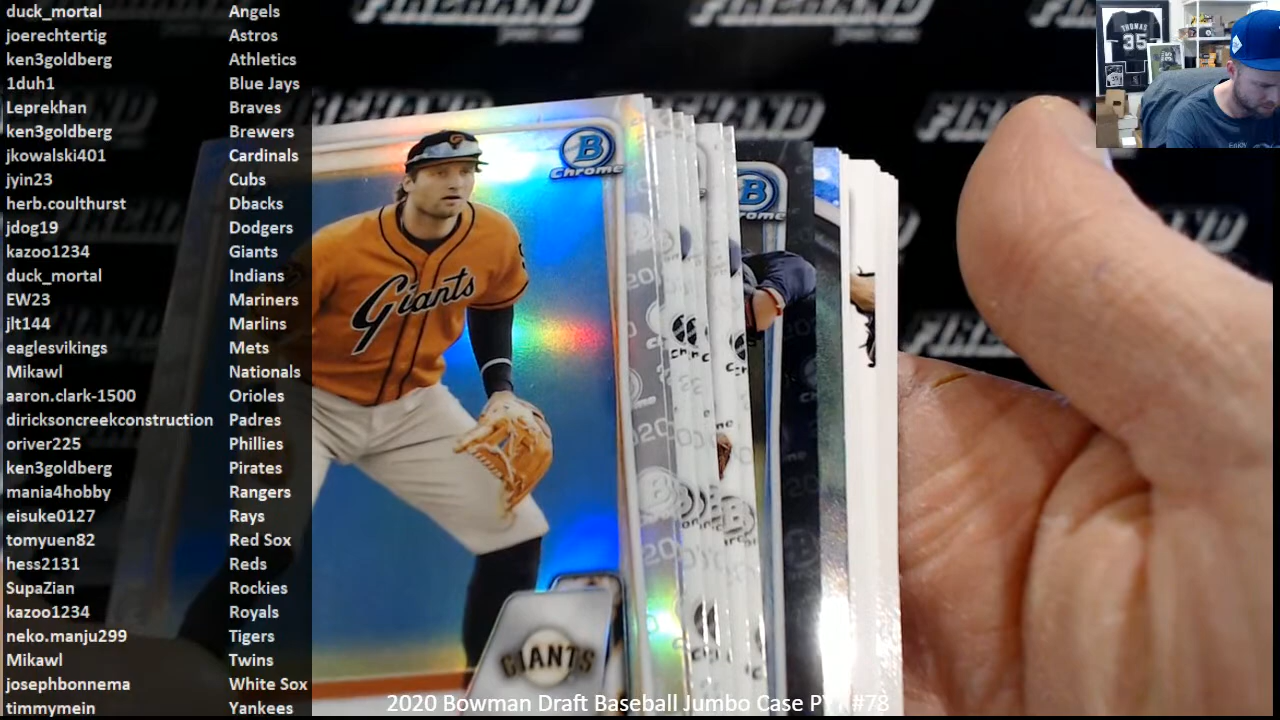 duck_mortal Angels
joerechtertig Astros
ken3goldberg Athletics
1duh1 Blue Jays
Leprekhan Braves
ken3goldberg Brewers
jkowalski401 Cardinals
jyin23 Cubs
herb.coulthurst Dbacks
jdog19 Dodgers
kazoo1234 Giants
duck_mortal Indians
EW23 Mariners
jlt144 Marlins
eaglesvikings Mets
Mikawl Nationals
aaron.clark-1500 Orioles
diricksoncreekconstruction Padres
oriver225 Phillies
ken3goldberg Pirates
mania4hobby Rangers
eisuke0127 Rays
tomyuen82 Red Sox
hess2131 Reds
SupaZian Rockies
kazoo1234 Royals
neko.manju299 Tigers
Mikawl Twins
josephbonnema White Sox
timmymein Yankees
FIREHAND
B
Chrome
Giants
GIANTS
B
THOMAS
35
2020 Bowman Draft Baseball Jumbo Case PYT #78